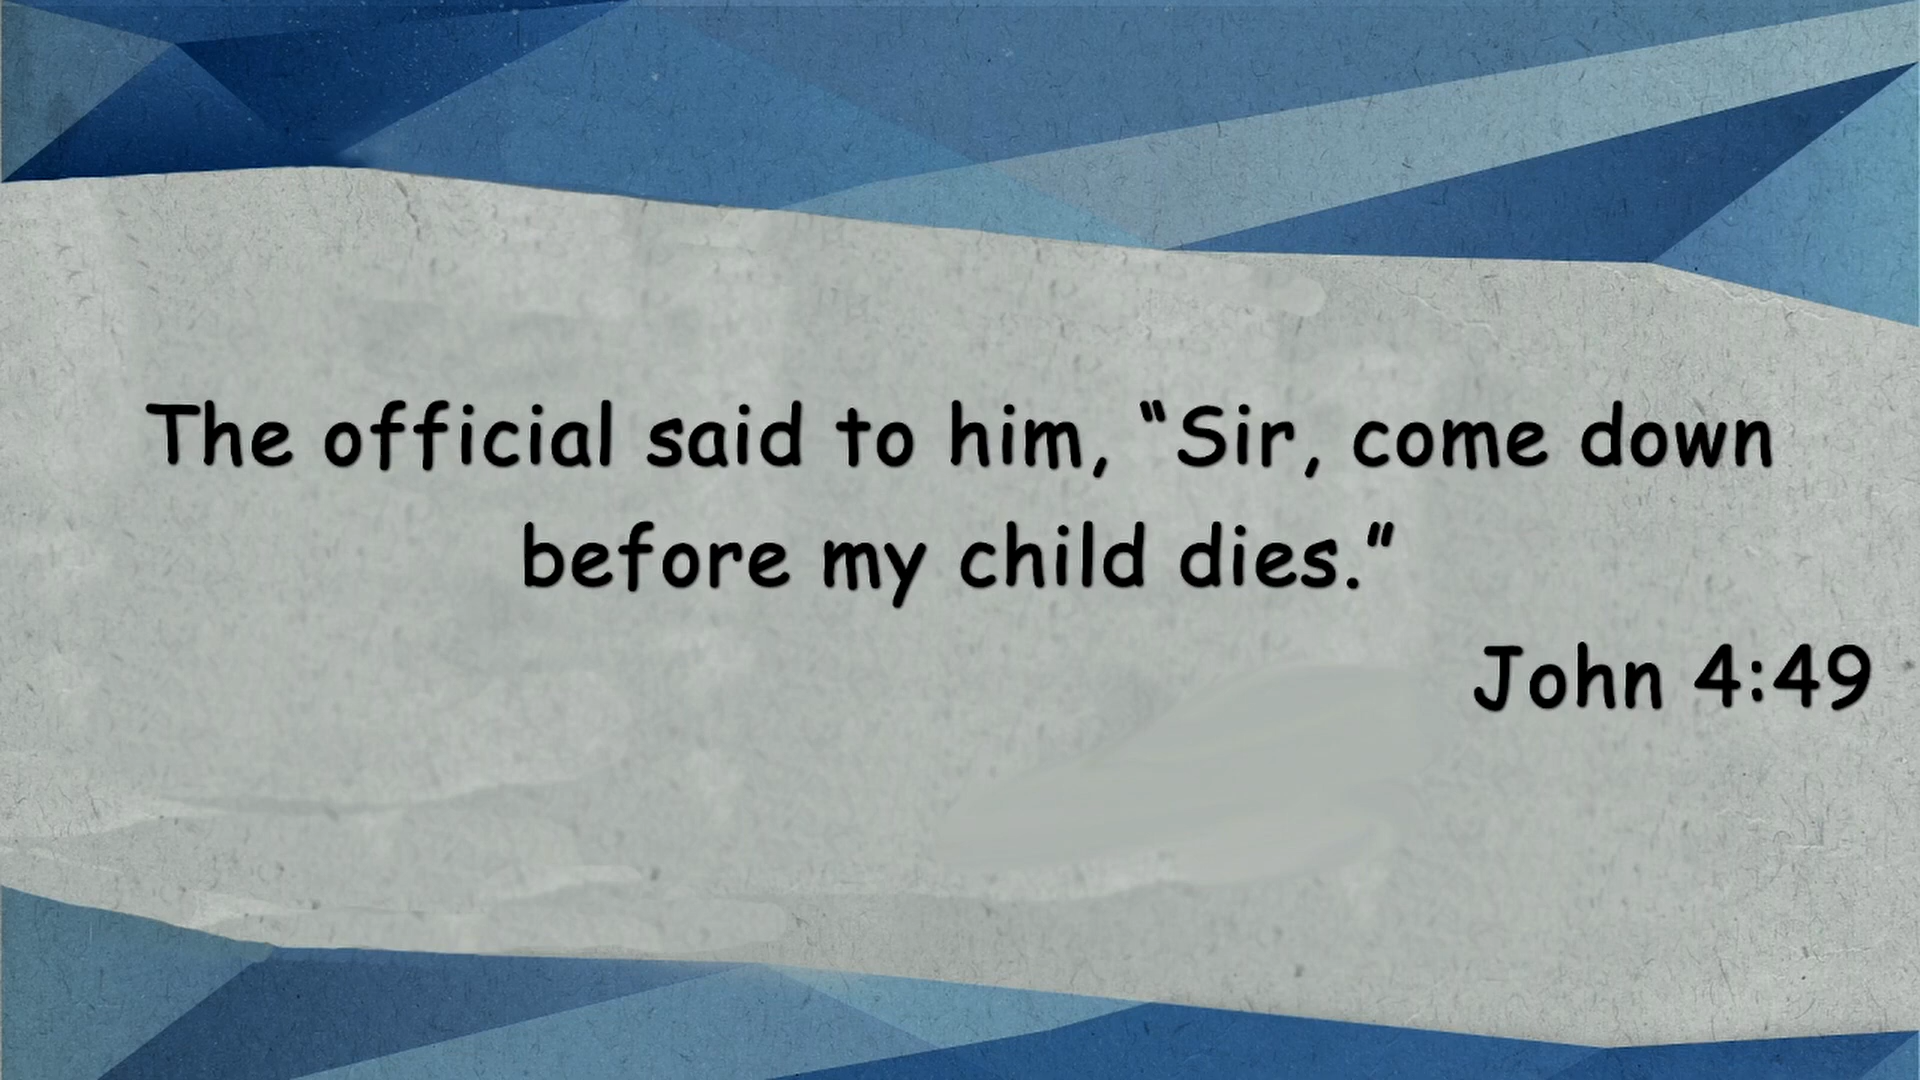 The official said to him, “Sir, come down
before my child dies.”
John 4:49